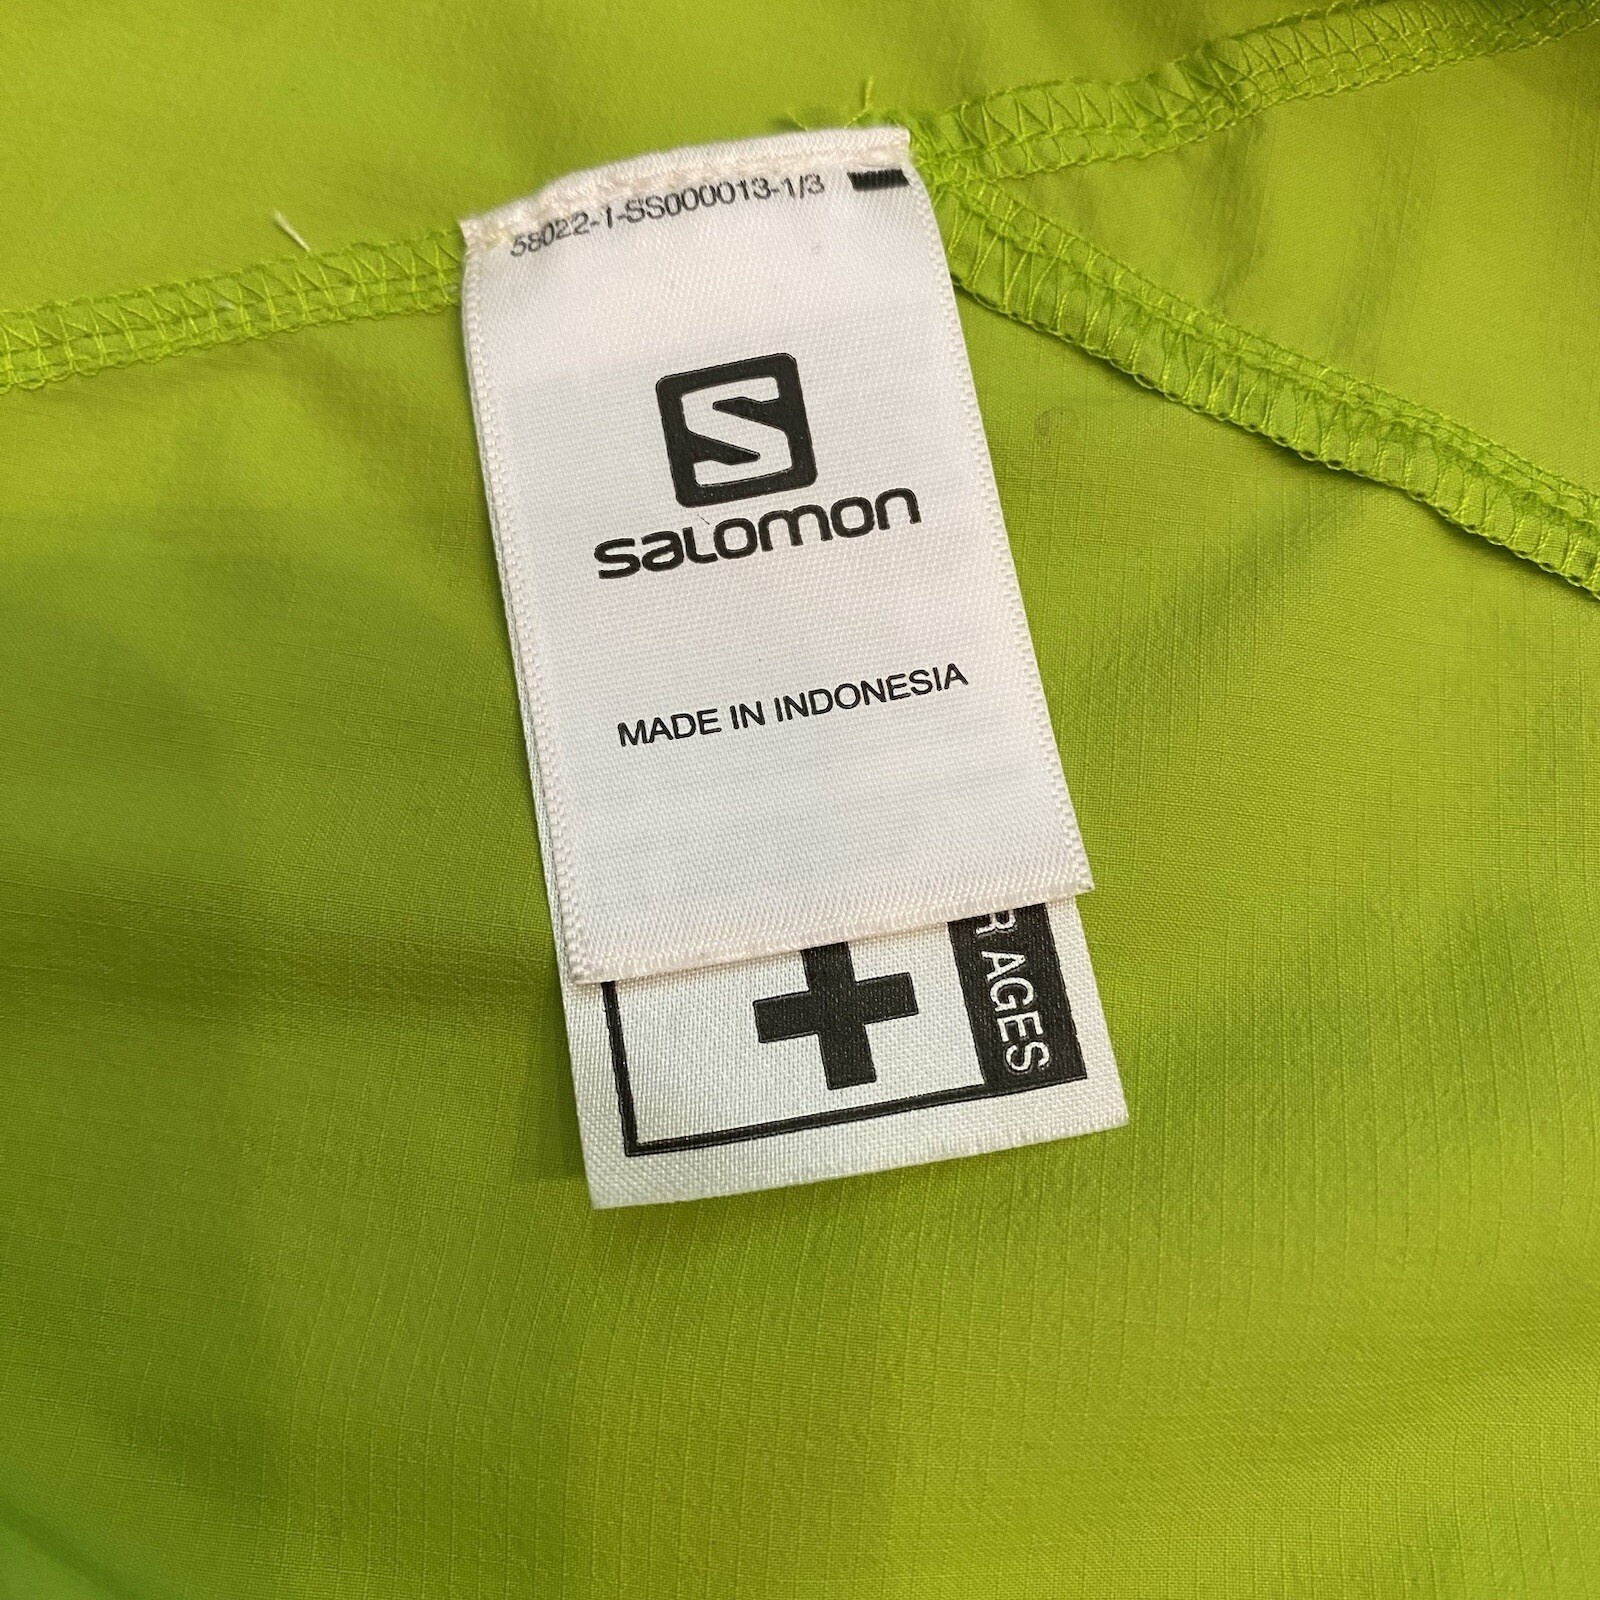 58022-1-SS000013-1/3
S
salomon
MADE IN INDONESIA
R AGES